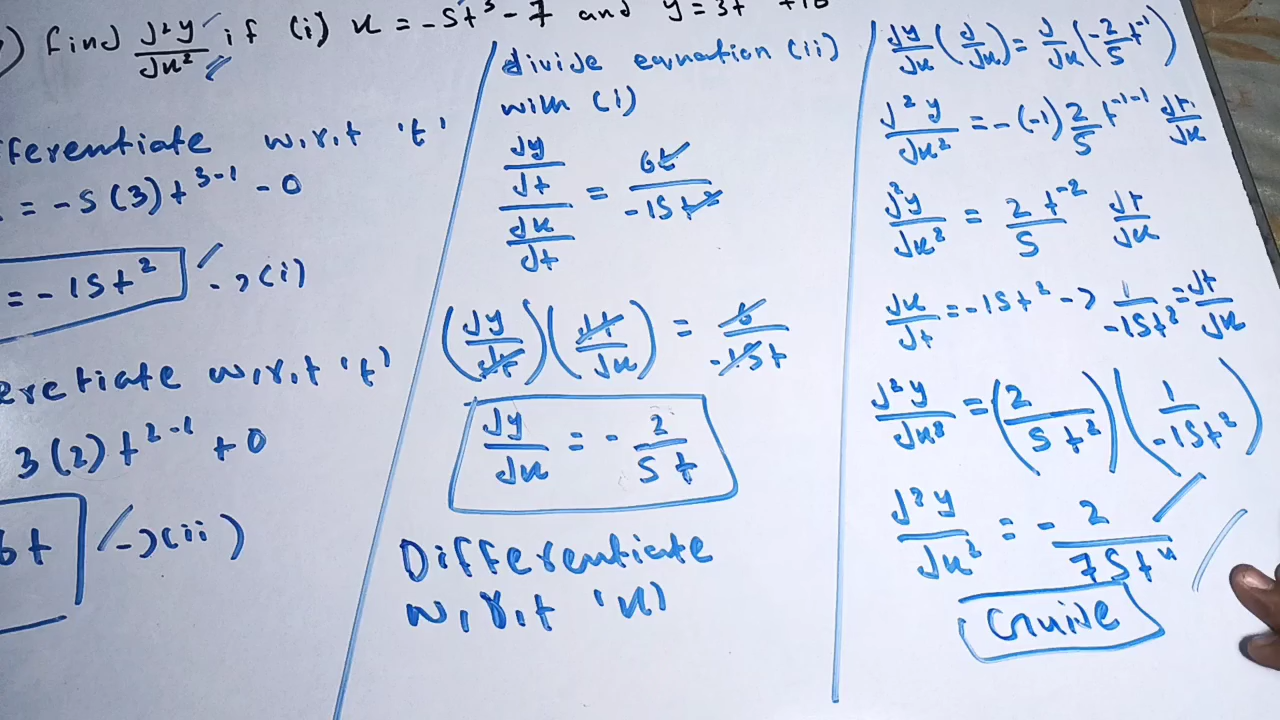 ) find d²y/dx² if (i) x = -5t³ - 7 and y = 3t
fferentiate w.r.t 't'
= -5(3)t³⁻¹ - 0
= -15t² → (i)
eretiate w.r.t 't'
3(2)t²⁻¹ + 0
6t → (ii)
divide equation (ii)
with (i)
(dy/dt)/(dx/dt) = 6t/-15t²
(dy/dt)(dt/dx) = 6/-15t
dy/dx = - 2/5t
Differentiate
w.r.t 'x'
dy/dx (d/dx) = d/dx (-2/5 t⁻¹)
d²y/dx² = -(-1) 2/5 t⁻¹⁻¹ dt/dx
d²y/dx² = 2t⁻²/5 dt/dx
dx/dt = -15t² → 1/-15t² = dt/dx
d²y/dx² = (2/5t²)(1/-15t²)
d²y/dx² = - 2/75t⁴